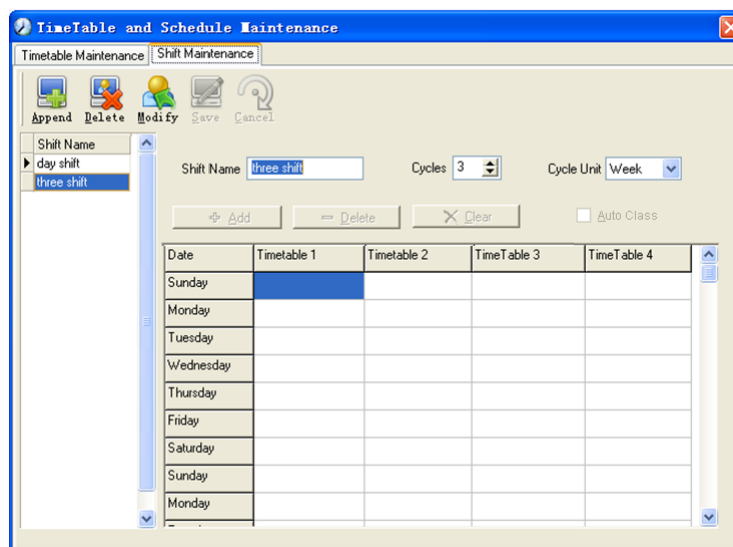 TimeTable and Schedule Maintenance
Timetable Maintenance Shift Maintenance
Append Delete Modify Save Cancel
Shift Name
day shift
three shift
Shift Name three shift Cycles 3 Cycle Unit Week
Add Delete Clear Auto Class
Date Timetable 1 Timetable 2 TimeTable 3 TimeTable 4
Sunday
Monday
Tuesday
Wednesday
Thursday
Friday
Saturday
Sunday
Monday